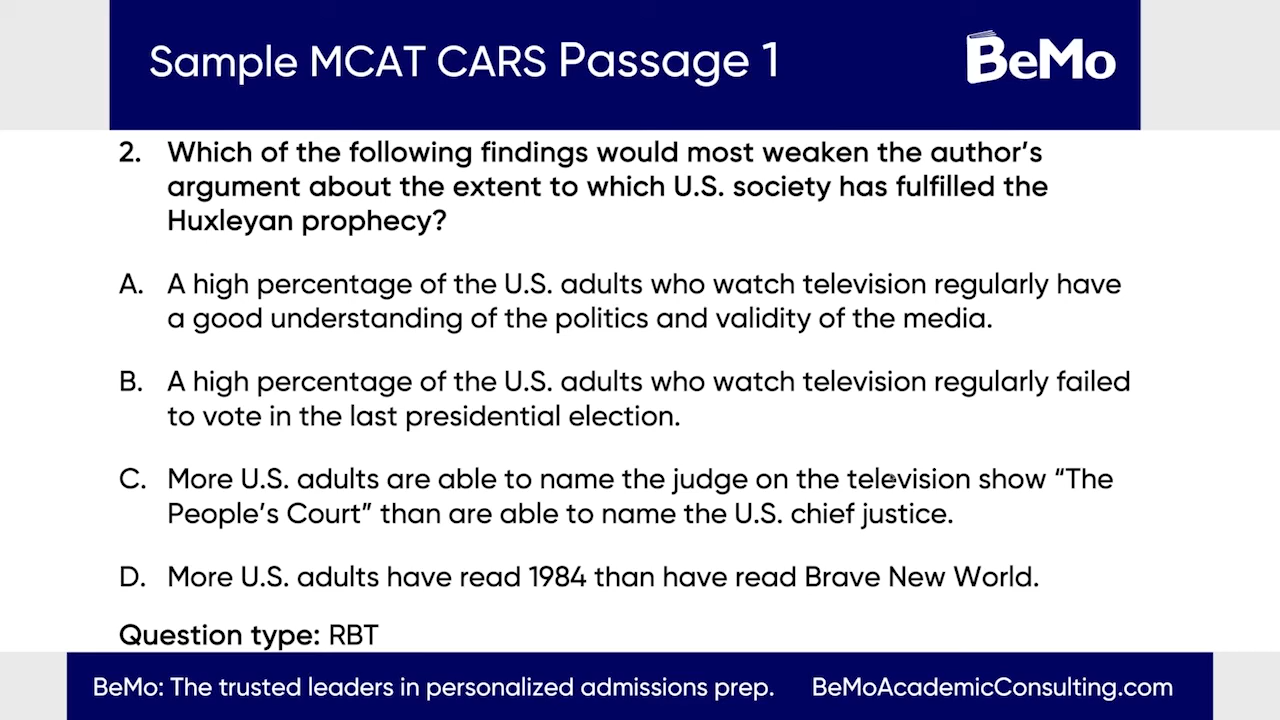 Sample MCAT CARS Passage 1
BeMo
2. Which of the following findings would most weaken the author's
argument about the extent to which U.S. society has fulfilled the
Huxleyan prophecy?
A. A high percentage of the U.S. adults who watch television regularly have
a good understanding of the politics and validity of the media.
B. A high percentage of the U.S. adults who watch television regularly failed
to vote in the last presidential election.
C. More U.S. adults are able to name the judge on the television show “The
People's Court” than are able to name the U.S. chief justice.
D. More U.S. adults have read 1984 than have read Brave New World.
Question type: RBT
BeMo: The trusted leaders in personalized admissions prep. BeMoAcademicConsulting.com